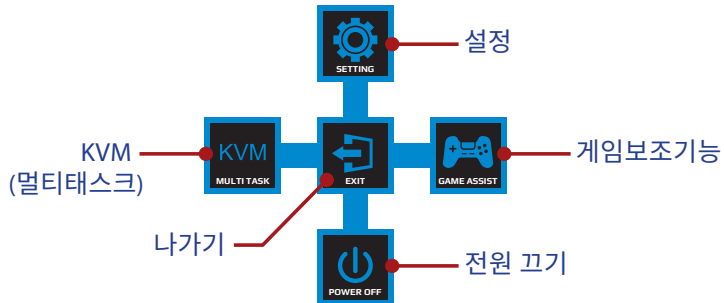 설정
SETTING
KVM
(멀티태스크)
KVM
MULTI TASK
EXIT
GAME ASSIST
게임보조기능
나가기
POWER OFF
전원 끄기